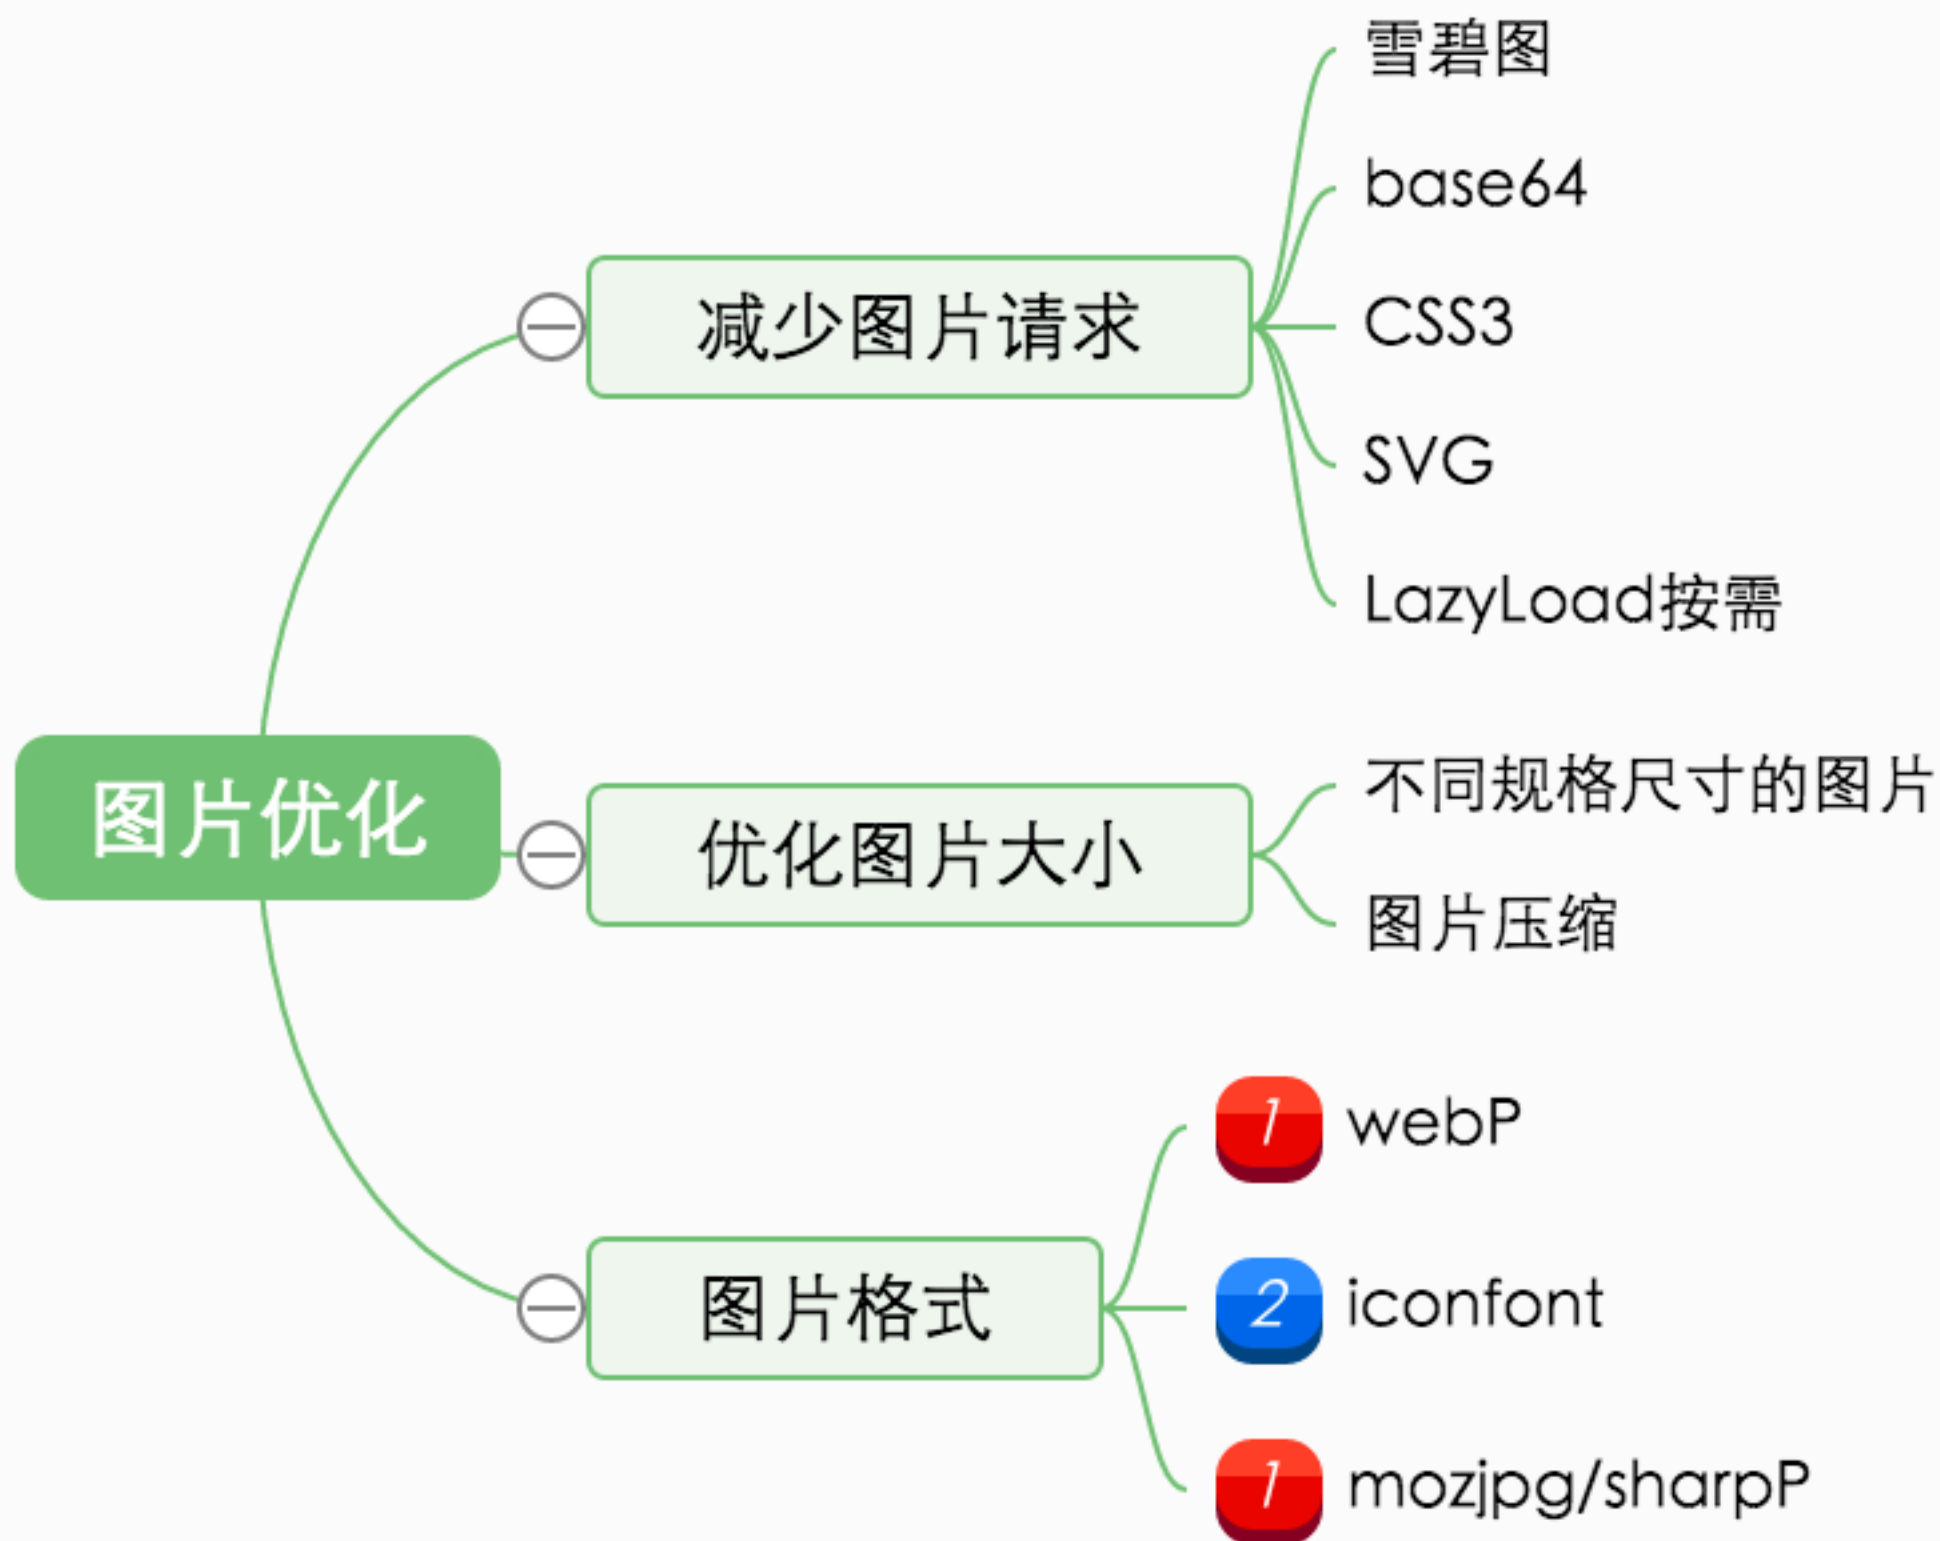 雪碧图
base64
减少图片请求
CSS3
SVG
LazyLoad按需
图片优化
不同规格尺寸的图片
优化图片大小
图片压缩
1 webP
图片格式
2 iconfont
1 mozjpg/sharpP